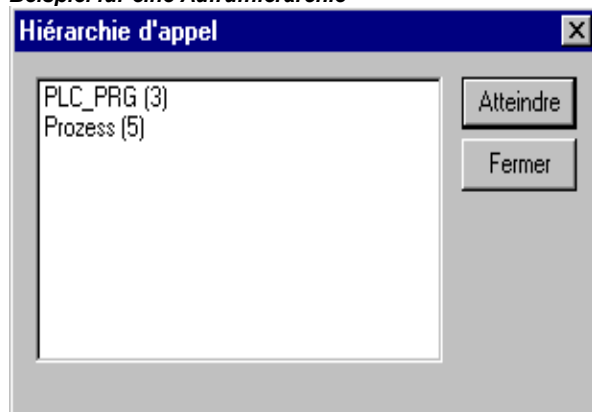 Beispiel für eine Aufrufhierarchie
Hiérarchie d'appel
PLC_PRG (3)
Prozess (5)
Atteindre
Fermer